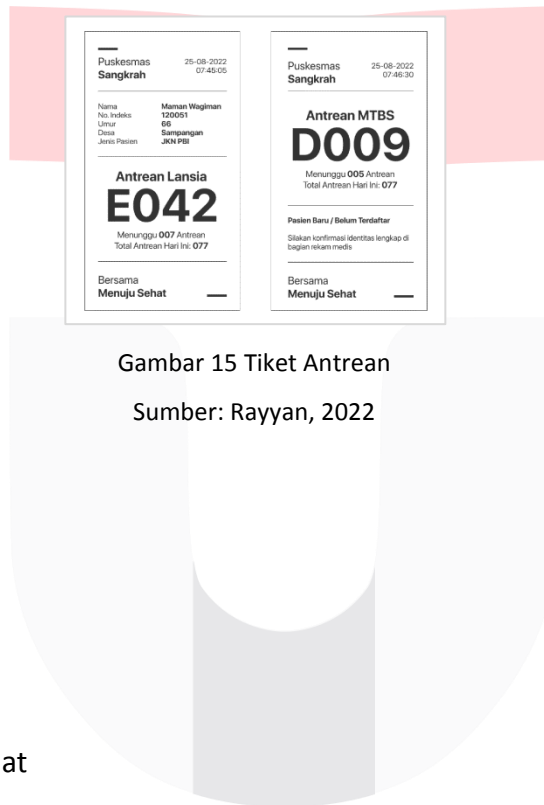 Puskesmas
Sangkrah
25-08-2022
07:45:05
Nama Maman Wagiman
No. Indeks 120051
Umur 66
Desa Sampangan
Jenis Pasien JKN PBI
Antrean Lansia
E042
Menunggu 007 Antrean
Total Antrean Hari Ini: 077
Bersama
Menuju Sehat
Puskesmas
Sangkrah
25-08-2022
07:46:30
Antrean MTBS
D009
Menunggu 005 Antrean
Total Antrean Hari Ini: 077
Pasien Baru / Belum Terdaftar
Silakan konfirmasi identitas lengkap di
bagian rekam medis
Bersama
Menuju Sehat
Gambar 15 Tiket Antrean
Sumber: Rayyan, 2022
at